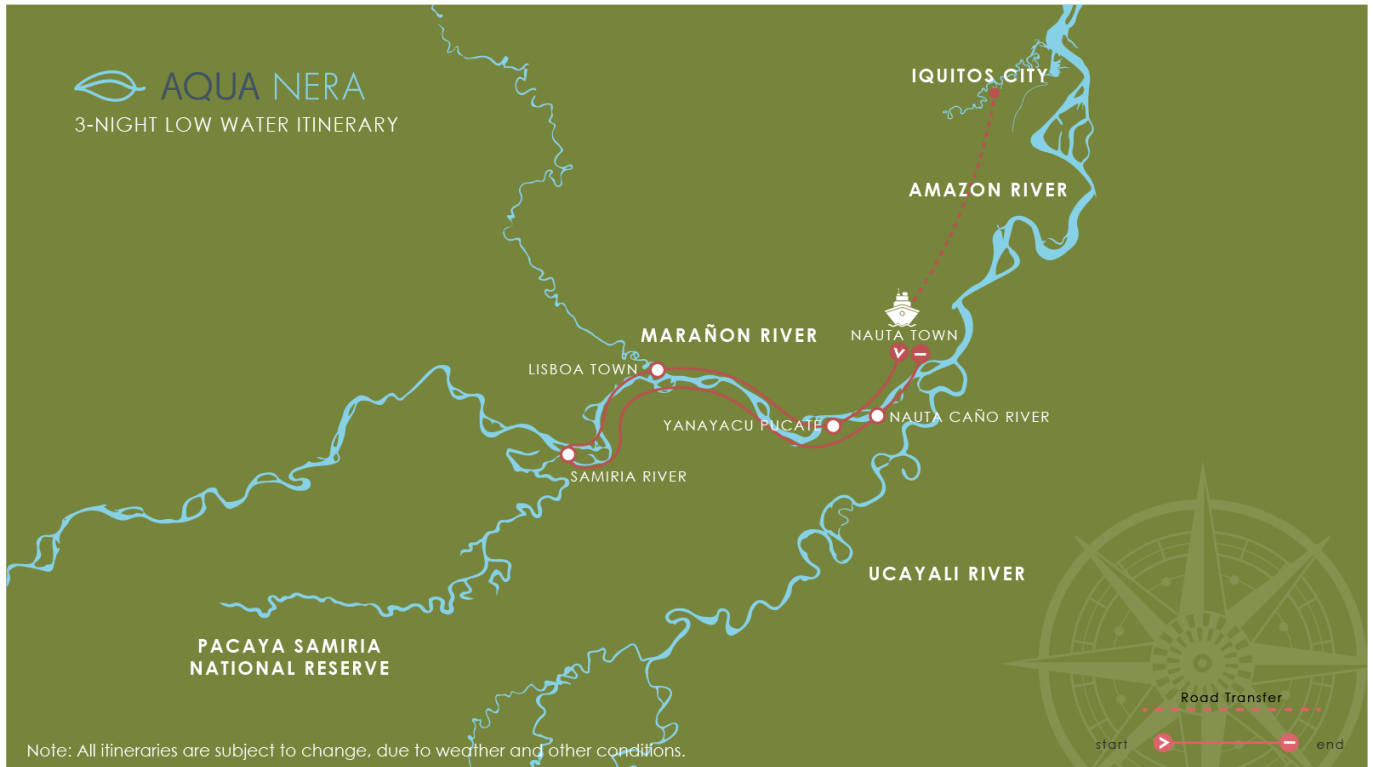 AQUA NERA
3-NIGHT LOW WATER ITINERARY
IQUITOS CITY
AMAZON RIVER
MARAÑON RIVER
NAUTA TOWN
LISBOA TOWN
YANAYACU PUCATE
NAUTA CAÑO RIVER
SAMIRIA RIVER
UCAYALI RIVER
PACAYA SAMIRIA
NATIONAL RESERVE
Road Transfer
start
end
Note: All itineraries are subject to change, due to weather and other conditions.